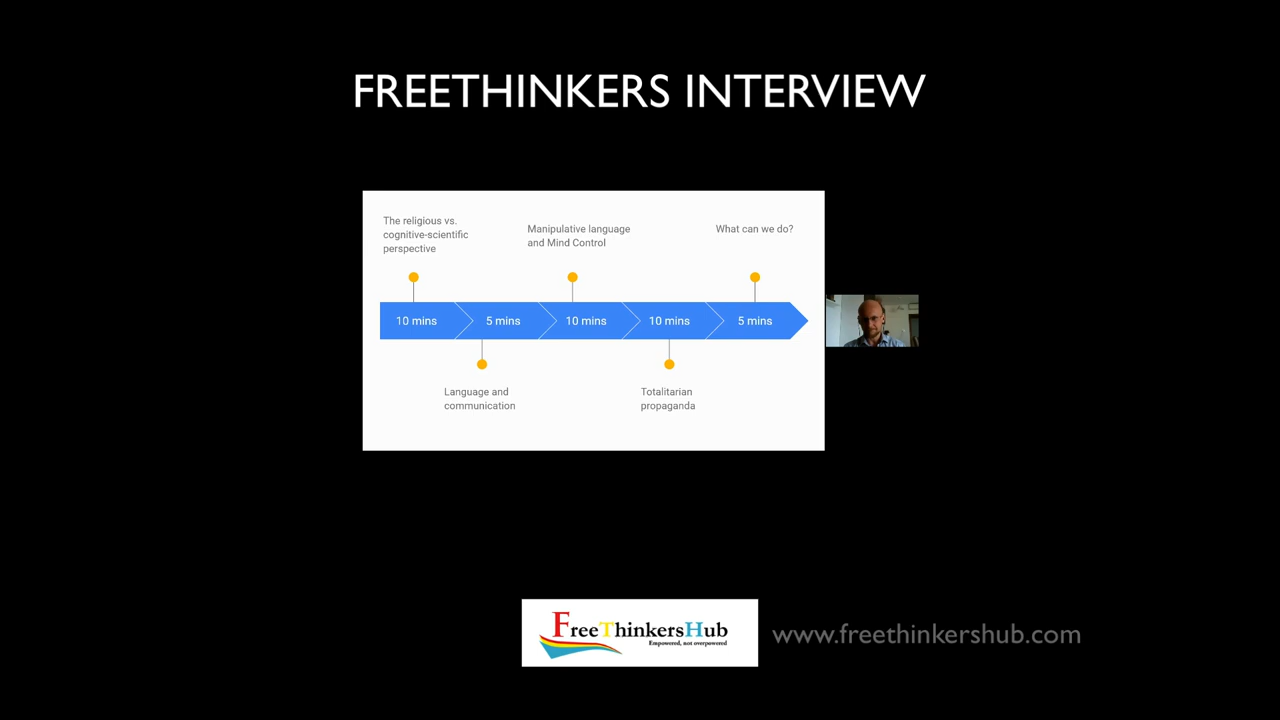 FREETHINKERS INTERVIEW
The religious vs.
cognitive-scientific
perspective
Manipulative language
and Mind Control
What can we do?
10 mins
5 mins
10 mins
10 mins
5 mins
Language and
communication
Totalitarian
propaganda
FreeThinkersHub
Empowered, not overpowered
www.freethinkershub.com